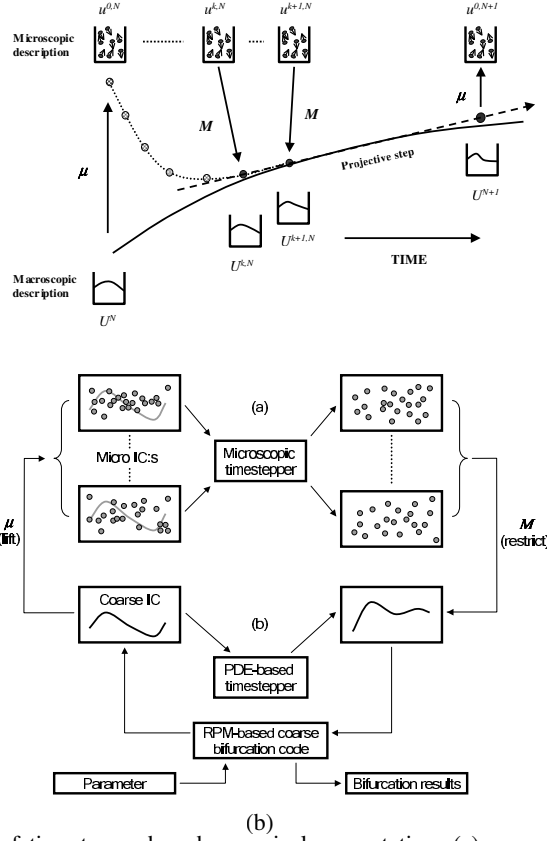 u^{0,N} u^{k,N} u^{k+1,N} u^{0,N+1}
Microscopic
description
μ
M
M
μ
Projective step
U^{N+1}
U^{k,N}
U^{k+1,N}
TIME
Macroscopic
description
U^N
(a)
Micro IC:s
Microscopic
timestepper
μ
(lift)
M
(restrict)
Coarse IC
(b)
PDE-based
timestepper
RPM-based coarse
bifurcation code
Parameter
Bifurcation results
(b)